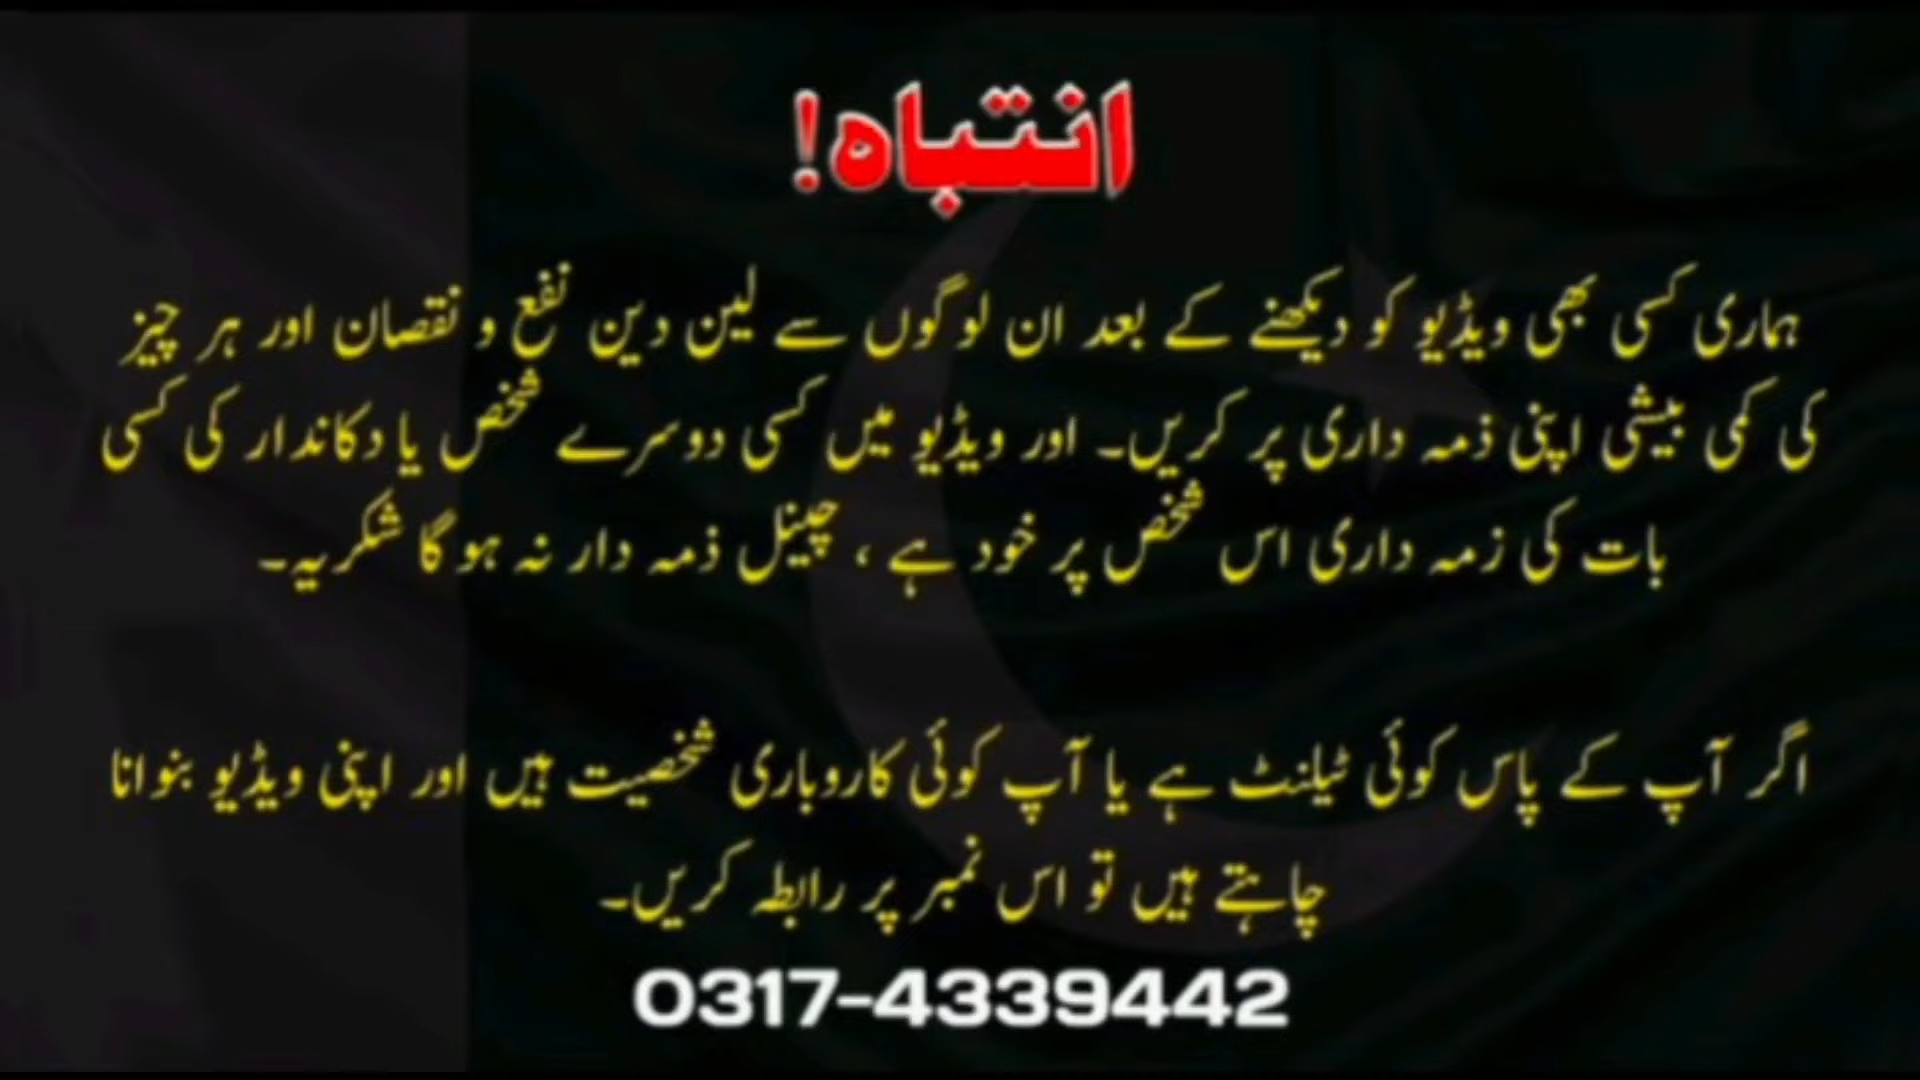 انتباہ!
ہماری کسی بھی ویڈیو کو دیکھنے کے بعد ان لوگوں سے لین دین نفع و نقصان اور ہر چیز
کی کمی بیشی اپنی ذمہ داری پر کریں۔ اور ویڈیو میں کسی دوسرے شخص یا دکاندار کی کسی
بات کی زمہ داری اس شخص پر خود ہے ، چینل ذمہ دار نہ ہو گا شکریہ۔
اگر آپ کے پاس کوئی ٹیلنٹ ہے یا آپ کوئی کاروباری شخصیت ہیں اور اپنی ویڈیو بنوانا
چاہتے ہیں تو اس نمبر پر رابطہ کریں۔
0317-4339442